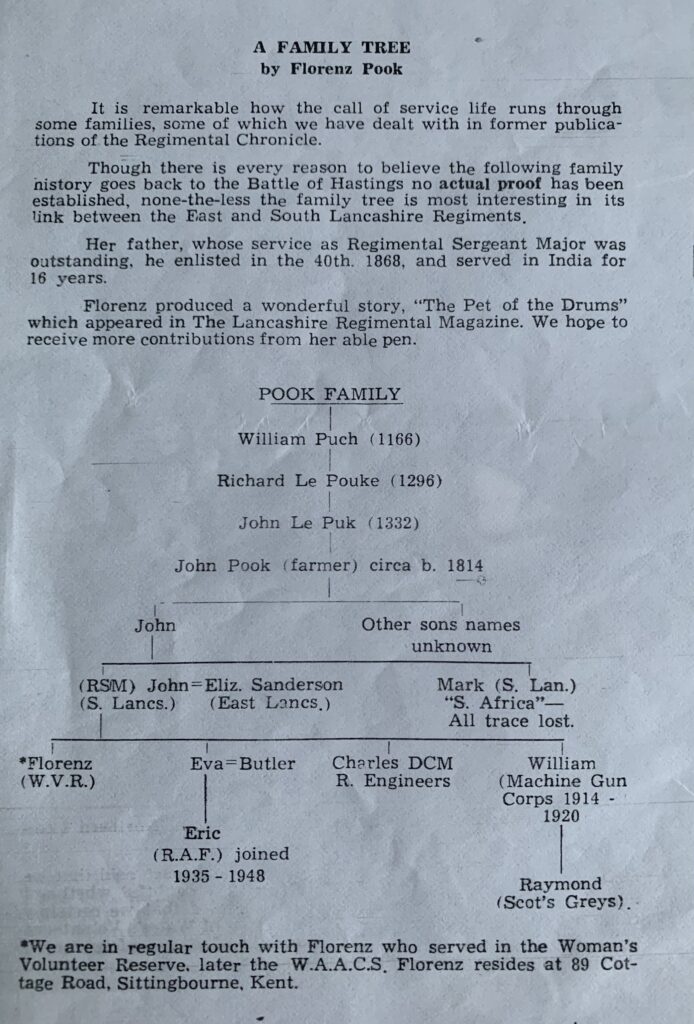 A FAMILY TREE
by Florenz Pook
It is remarkable how the call of service life runs through
some families, some of which we have dealt with in former publica-
tions of the Regimental Chronicle.
Though there is every reason to believe the following family
history goes back to the Battle of Hastings no actual proof has been
established, none-the-less the family tree is most interesting in its
link between the East and South Lancashire Regiments.
Her father, whose service as Regimental Sergeant Major was
outstanding, he enlisted in the 40th. 1868, and served in India for
16 years.
Florenz produced a wonderful story, "The Pet of the Drums"
which appeared in The Lancashire Regimental Magazine. We hope to
receive more contributions from her able pen.
POOK FAMILY
William Puch (1166)
Richard Le Pouke (1296)
John Le Puk (1332)
John Pook (farmer) circa b. 1814
John Other sons names
unknown
(RSM) John=Eliz. Sanderson Mark (S. Lan.)
(S. Lancs.) (East Lancs.) "S. Africa"—
All trace lost.
*Florenz Eva=Butler Charles DCM William
(W.V.R.) R. Engineers (Machine Gun
Corps 1914 -
1920
Eric
(R.A.F.) joined
1935 - 1948
Raymond
(Scot's Greys).
*We are in regular touch with Florenz who served in the Woman's
Volunteer Reserve. later the W.A.A.C.S. Florenz resides at 89 Cot-
tage Road, Sittingbourne, Kent.